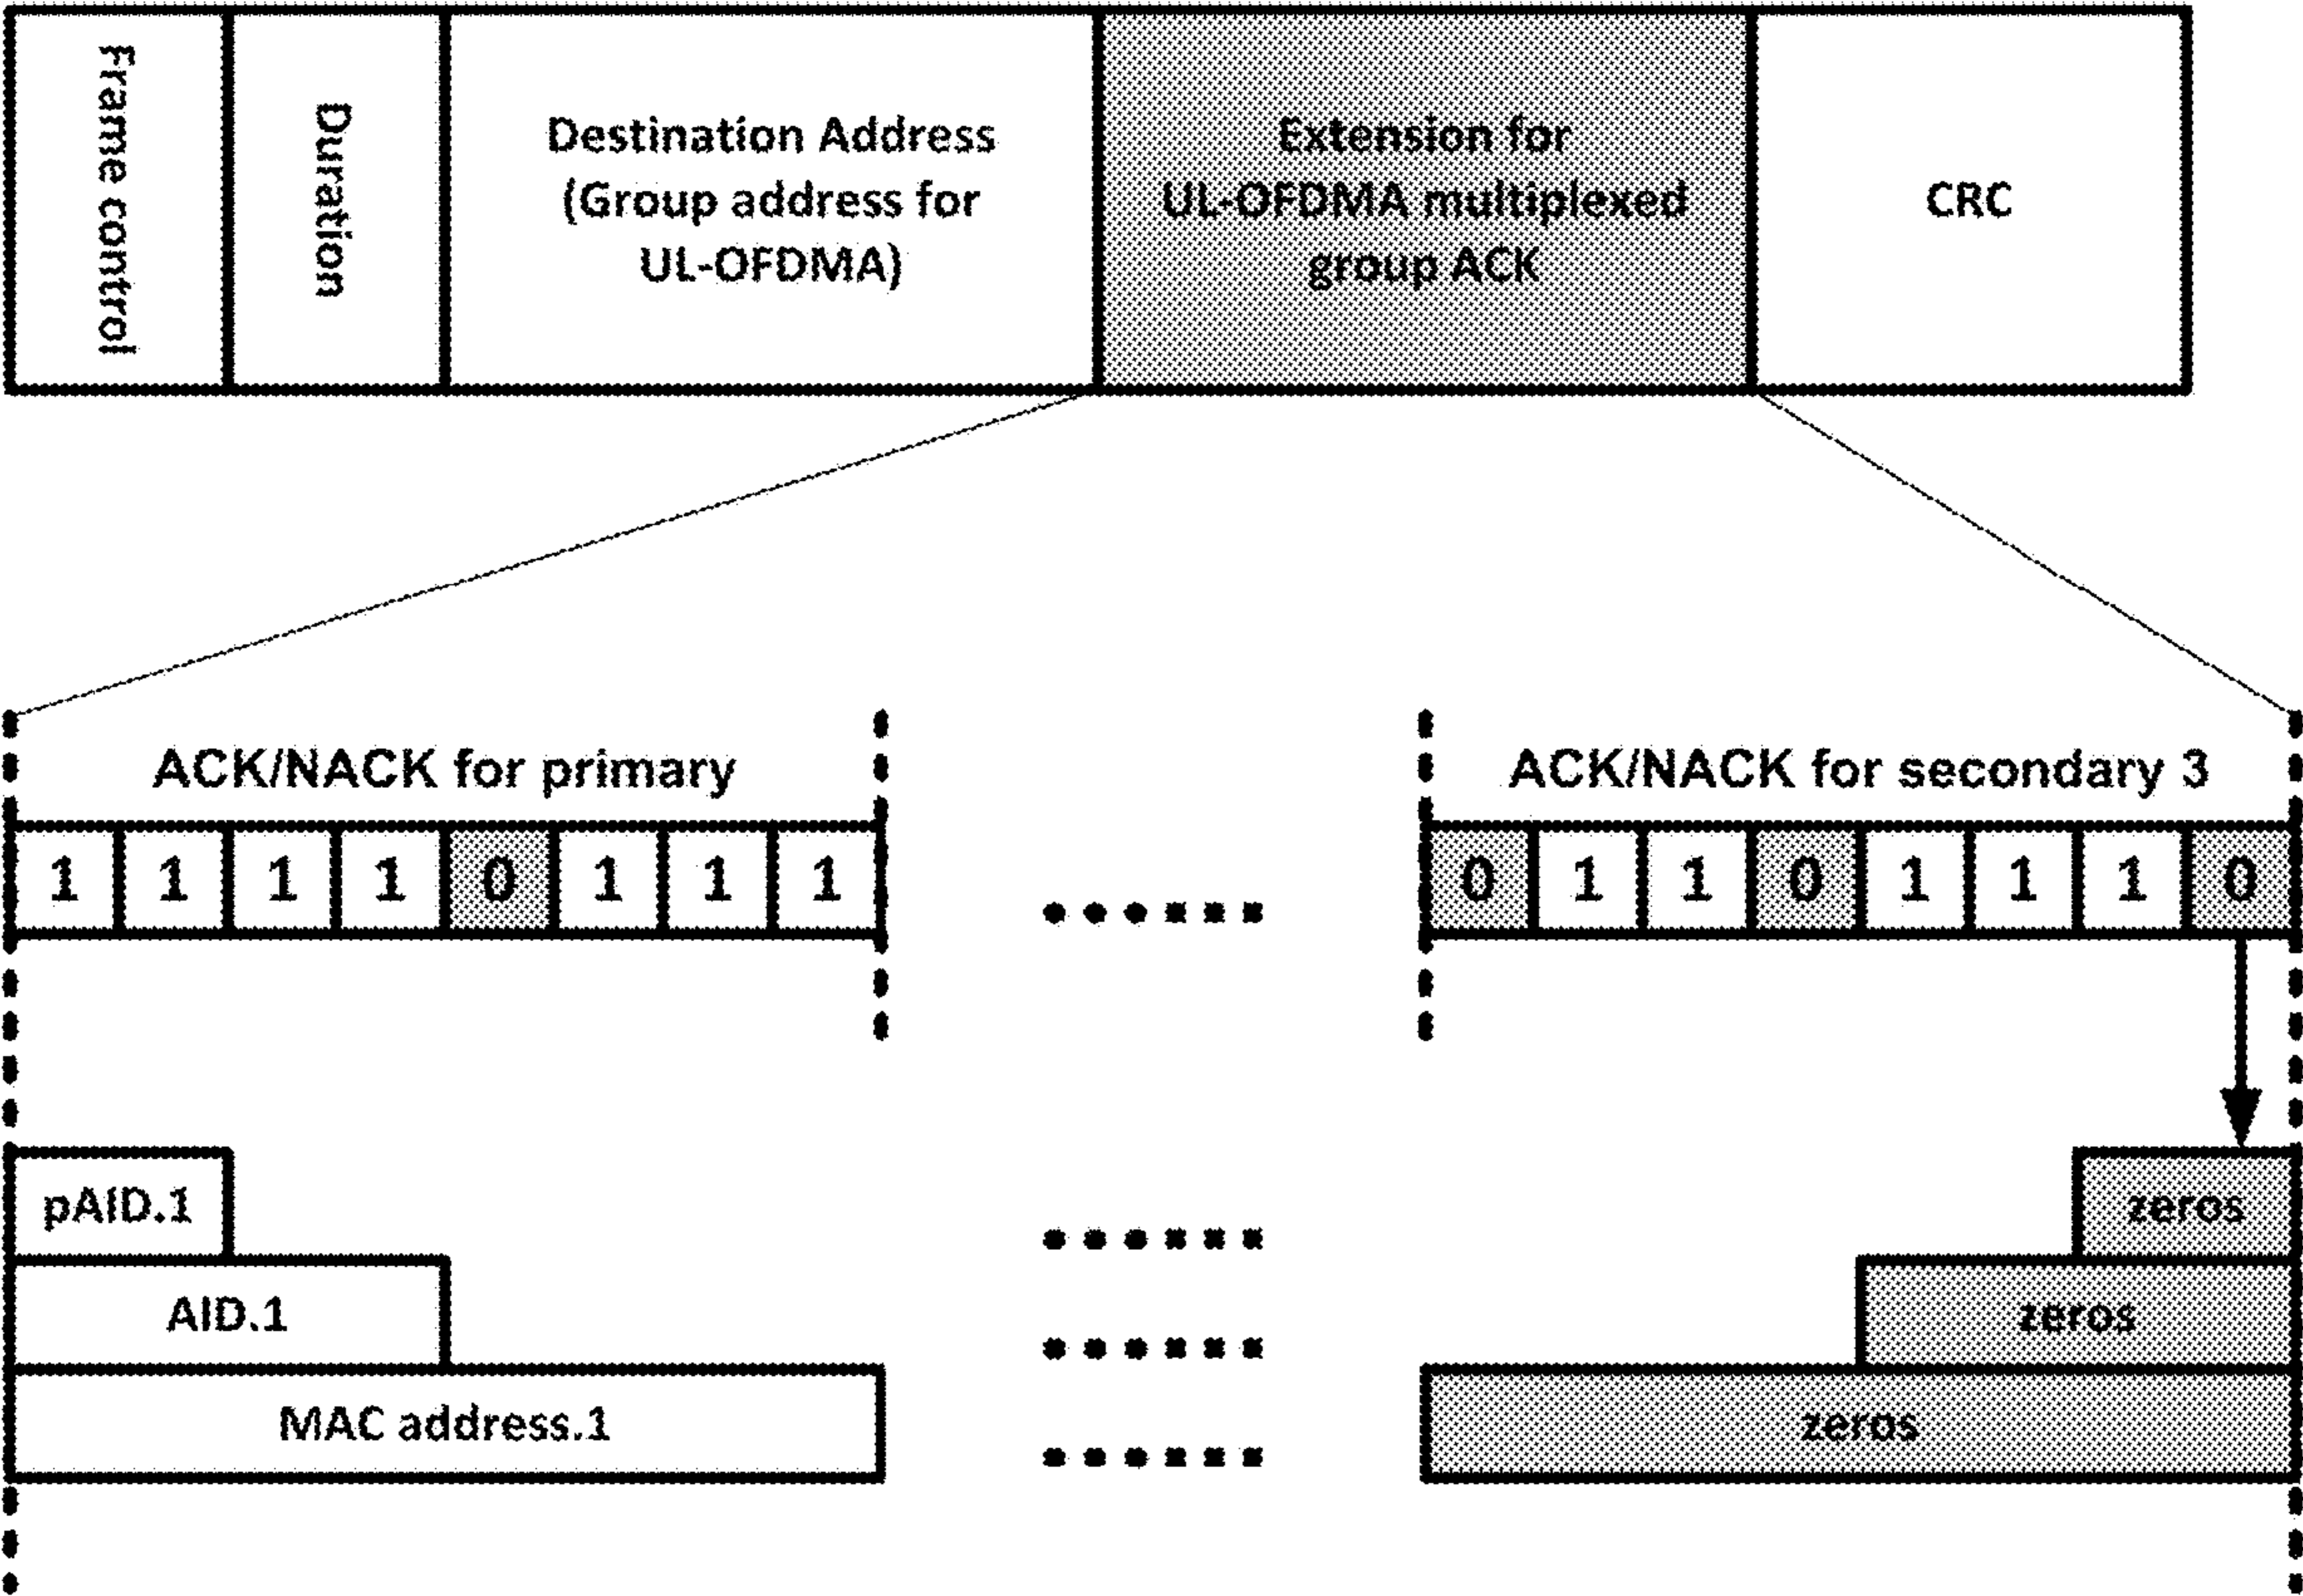 Frame control
Duration
Destination Address
(Group address for
UL-OFDMA)
Extension for
UL-OFDMA multiplexed
group ACK
CRC
ACK/NACK for primary
ACK/NACK for secondary 3
1 1 1 1 0 1 1 1
0 1 1 0 1 1 1 0
pAID.1
zeros
AID.1
zeros
MAC address.1
zeros